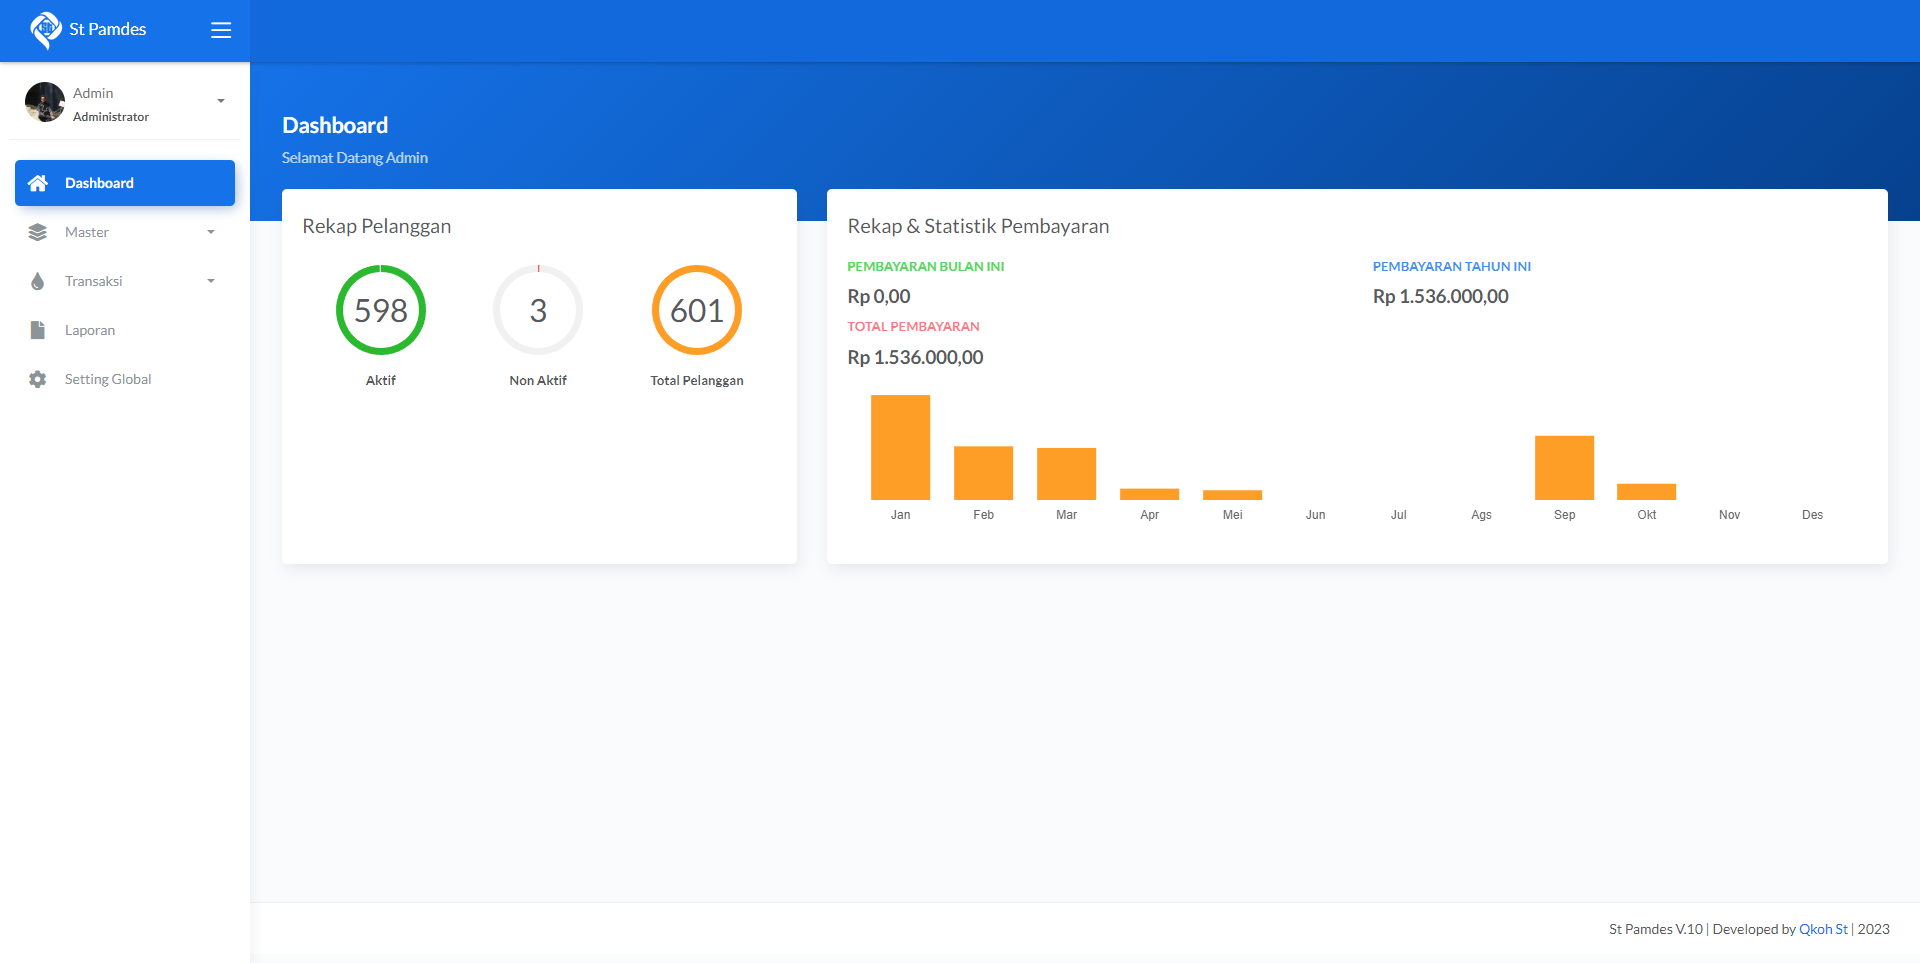 St Pamdes
Admin
Administrator
Dashboard
Master
Transaksi
Laporan
Setting Global
Dashboard
Selamat Datang Admin
Rekap Pelanggan
598
3
601
Aktif
Non Aktif
Total Pelanggan
Rekap & Statistik Pembayaran
PEMBAYARAN BULAN INI
Rp 0,00
TOTAL PEMBAYARAN
Rp 1.536.000,00
PEMBAYARAN TAHUN INI
Rp 1.536.000,00
Jan Feb Mar Apr Mei Jun Jul Ags Sep Okt Nov Des
St Pamdes V.10 | Developed by Qkoh St | 2023